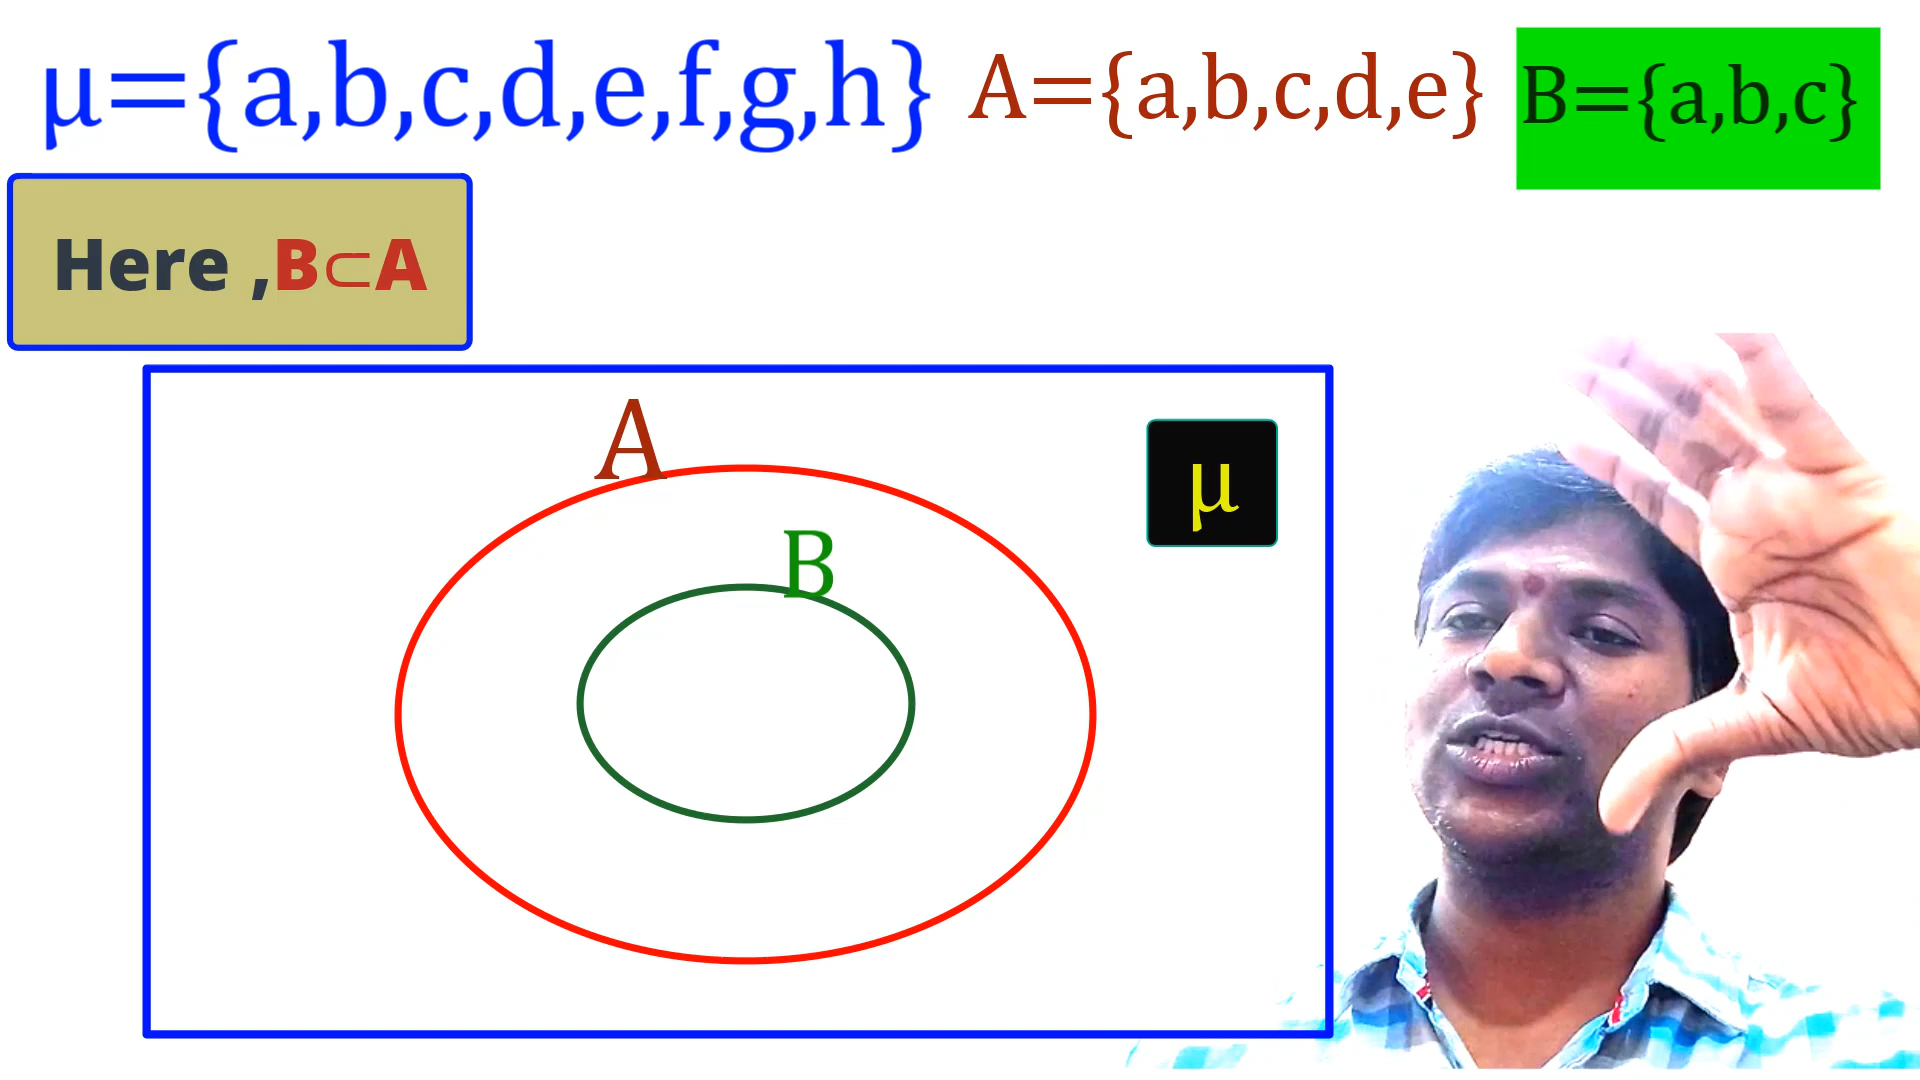 μ={a,b,c,d,e,f,g,h} A={a,b,c,d,e} B={a,b,c}
Here ,B⊂A
A
μ
B